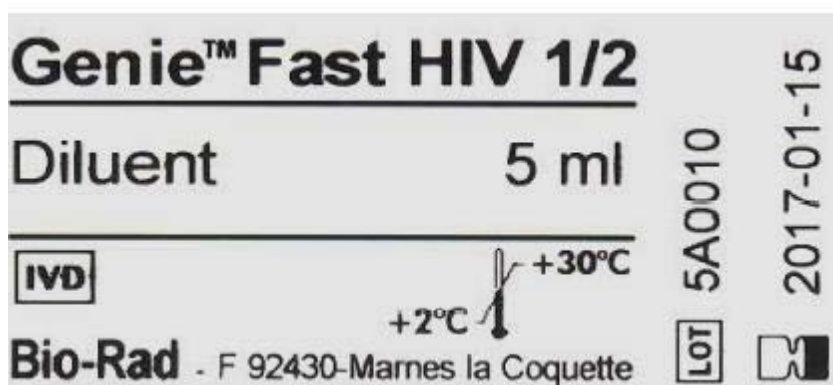 Genie™ Fast HIV 1/2
Diluent 5 ml
IVD
+30°C
+2°C
Bio-Rad - F 92430-Marnes la Coquette
LOT 5A0010
2017-01-15